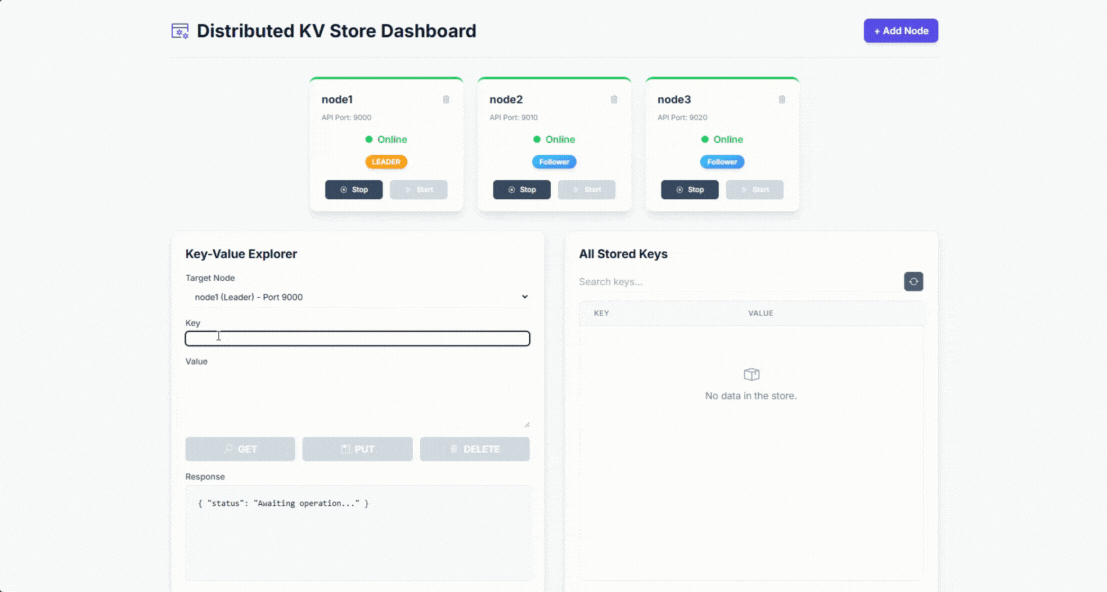 Distributed KV Store Dashboard
+ Add Node
node1
API Port: 9000
Online
LEADER
Stop
Start
node2
API Port: 9010
Online
Follower
Stop
Start
node3
API Port: 9020
Online
Follower
Stop
Start
Key-Value Explorer
Target Node
node1 (Leader) - Port 9000
Key
Value
GET
PUT
DELETE
Response
{ "status": "Awaiting operation..." }
All Stored Keys
Search keys...
KEY
VALUE
No data in the store.